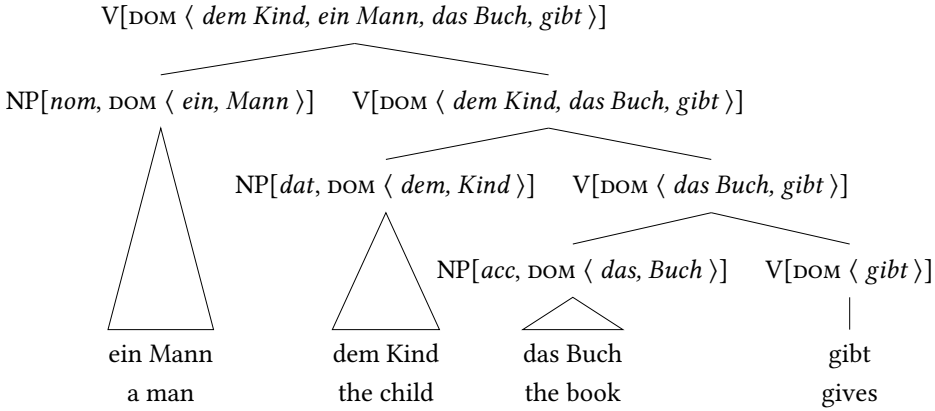 V[DOM ⟨ dem Kind, ein Mann, das Buch, gibt ⟩]
NP[nom, DOM ⟨ ein, Mann ⟩] V[DOM ⟨ dem Kind, das Buch, gibt ⟩]
NP[dat, DOM ⟨ dem, Kind ⟩] V[DOM ⟨ das Buch, gibt ⟩]
NP[acc, DOM ⟨ das, Buch ⟩] V[DOM ⟨ gibt ⟩]
ein Mann dem Kind das Buch gibt
a man the child the book gives